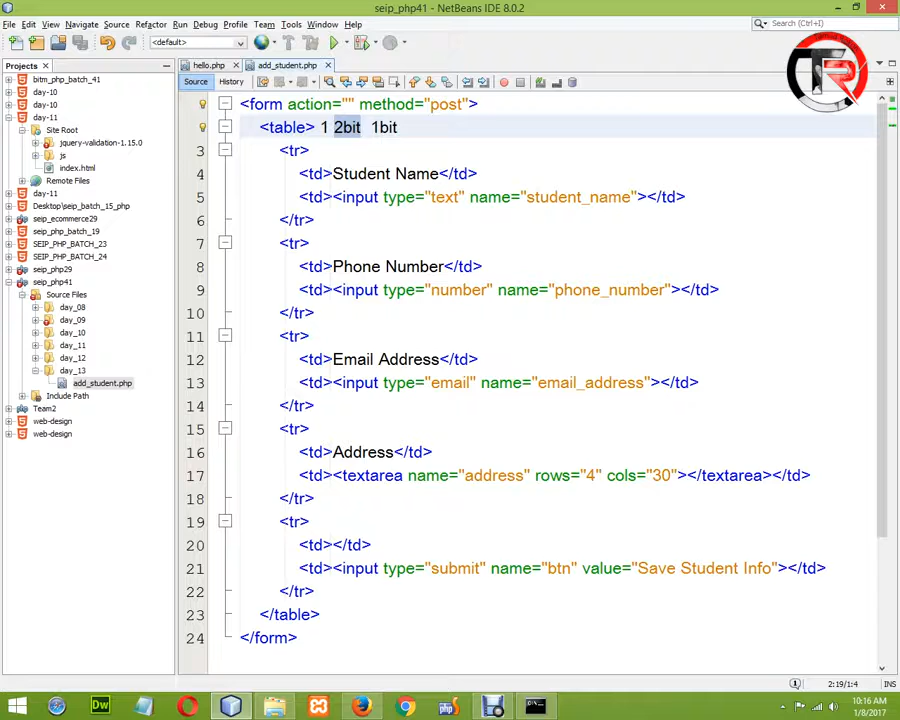 seip_php41 - NetBeans IDE 8.0.2
File Edit View Navigate Source Refactor Run Debug Profile Team Tools Window Help
Search (Ctrl+I)
<default>
Projects
hello.php
add_student.php
Source History
bitm_php_batch_41
day-10
day-10
day-11
Site Root
jquery-validation-1.15.0
js
index.html
Remote Files
day-11
Desktop\seip_batch_15_php
seip_ecommerce29
seip_php_batch_19
SEIP_PHP_BATCH_23
SEIP_PHP_BATCH_24
seip_php29
seip_php41
Source Files
day_08
day_09
day_10
day_11
day_12
day_13
add_student.php
Include Path
Team2
web-design
web-design
<form action="" method="post">
<table> 1 2bit 1bit
3 <tr>
4 <td>Student Name</td>
5 <td><input type="text" name="student_name"></td>
6 </tr>
7 <tr>
8 <td>Phone Number</td>
9 <td><input type="number" name="phone_number"></td>
10 </tr>
11 <tr>
12 <td>Email Address</td>
13 <td><input type="email" name="email_address"></td>
14 </tr>
15 <tr>
16 <td>Address</td>
17 <td><textarea name="address" rows="4" cols="30"></textarea></td>
18 </tr>
19 <tr>
20 <td></td>
21 <td><input type="submit" name="btn" value="Save Student Info"></td>
22 </tr>
23 </table>
24 </form>
2:19/1:4 INS
Dw
php
10:16 AM
1/8/2017